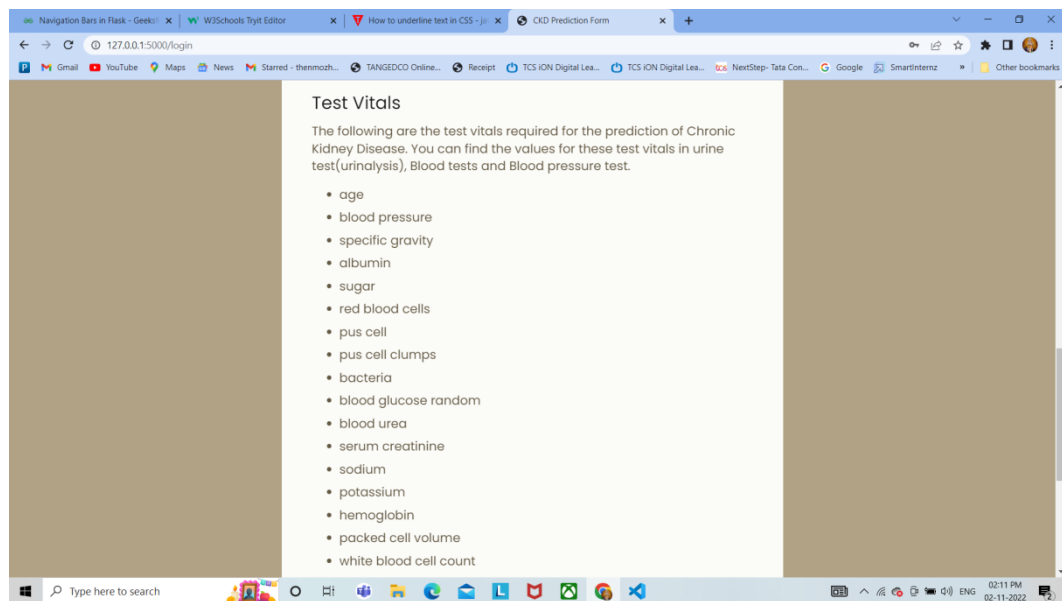 Navigation Bars in Flask - Geeks
W3Schools Tryit Editor
How to underline text in CSS - ja
CKD Prediction Form
127.0.0.1:5000/login
Gmail
YouTube
Maps
News
Starred - thenmozh...
TANGEDCO Online...
Receipt
TCS iON Digital Lea...
TCS iON Digital Lea...
NextStep- Tata Con...
Google
SmartInternz
»
Other bookmarks
Test Vitals
The following are the test vitals required for the prediction of Chronic
Kidney Disease. You can find the values for these test vitals in urine
test(urinalysis), Blood tests and Blood pressure test.
• age
• blood pressure
• specific gravity
• albumin
• sugar
• red blood cells
• pus cell
• pus cell clumps
• bacteria
• blood glucose random
• blood urea
• serum creatinine
• sodium
• potassium
• hemoglobin
• packed cell volume
• white blood cell count
Type here to search
ENG
02:11 PM
02-11-2022